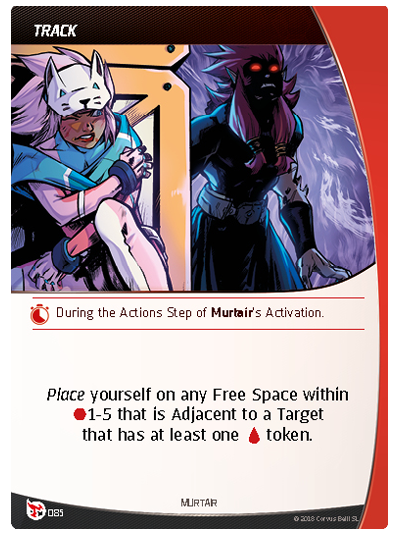 TRACK
During the Actions Step of Murtair's Activation.
Place yourself on any Free Space within
1-5 that is Adjacent to a Target
that has at least one token.
MURTAIR
085
© 2018 Corvus Belli SL